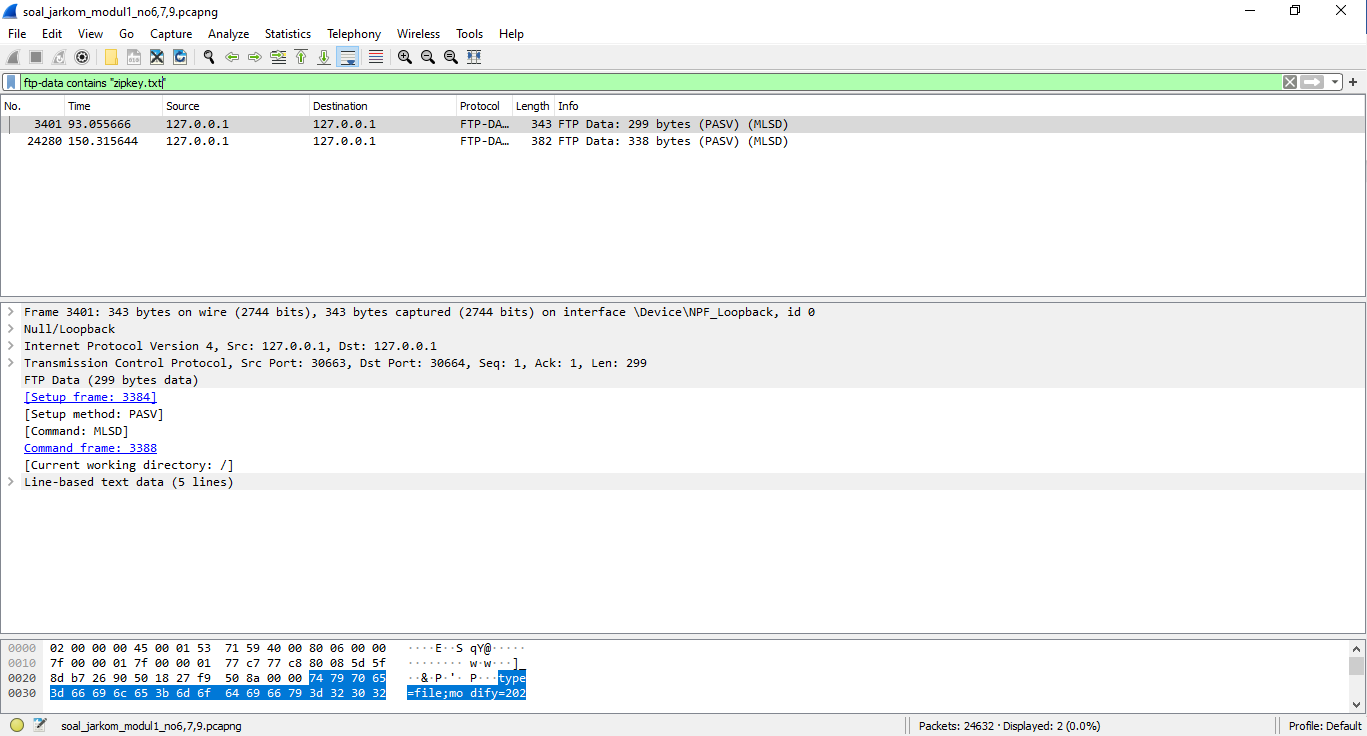 soal_jarkom_modul1_no6,7,9.pcapng
File Edit View Go Capture Analyze Statistics Telephony Wireless Tools Help
ftp-data contains "zipkey.txt"
No. Time Source Destination Protocol Length Info
3401 93.055666 127.0.0.1 127.0.0.1 FTP-DA… 343 FTP Data: 299 bytes (PASV) (MLSD)
24280 150.315644 127.0.0.1 127.0.0.1 FTP-DA… 382 FTP Data: 338 bytes (PASV) (MLSD)
Frame 3401: 343 bytes on wire (2744 bits), 343 bytes captured (2744 bits) on interface \Device\NPF_Loopback, id 0
Null/Loopback
Internet Protocol Version 4, Src: 127.0.0.1, Dst: 127.0.0.1
Transmission Control Protocol, Src Port: 30663, Dst Port: 30664, Seq: 1, Ack: 1, Len: 299
FTP Data (299 bytes data)
[Setup frame: 3384]
[Setup method: PASV]
[Command: MLSD]
Command frame: 3388
[Current working directory: /]
Line-based text data (5 lines)
0000 02 00 00 00 45 00 01 53 71 59 40 00 80 06 00 00 ····E··S qY@·····
0010 7f 00 00 01 7f 00 00 01 77 c7 77 c8 80 08 5d 5f ········ w·w···]_
0020 8d b7 26 90 50 18 27 f9 50 8a 00 00 74 79 70 65 ··&·P·'· P···type
0030 3d 66 69 6c 65 3b 6d 6f 64 69 66 79 3d 32 30 32 =file;mo dify=202
soal_jarkom_modul1_no6,7,9.pcapng Packets: 24632 · Displayed: 2 (0.0%) Profile: Default